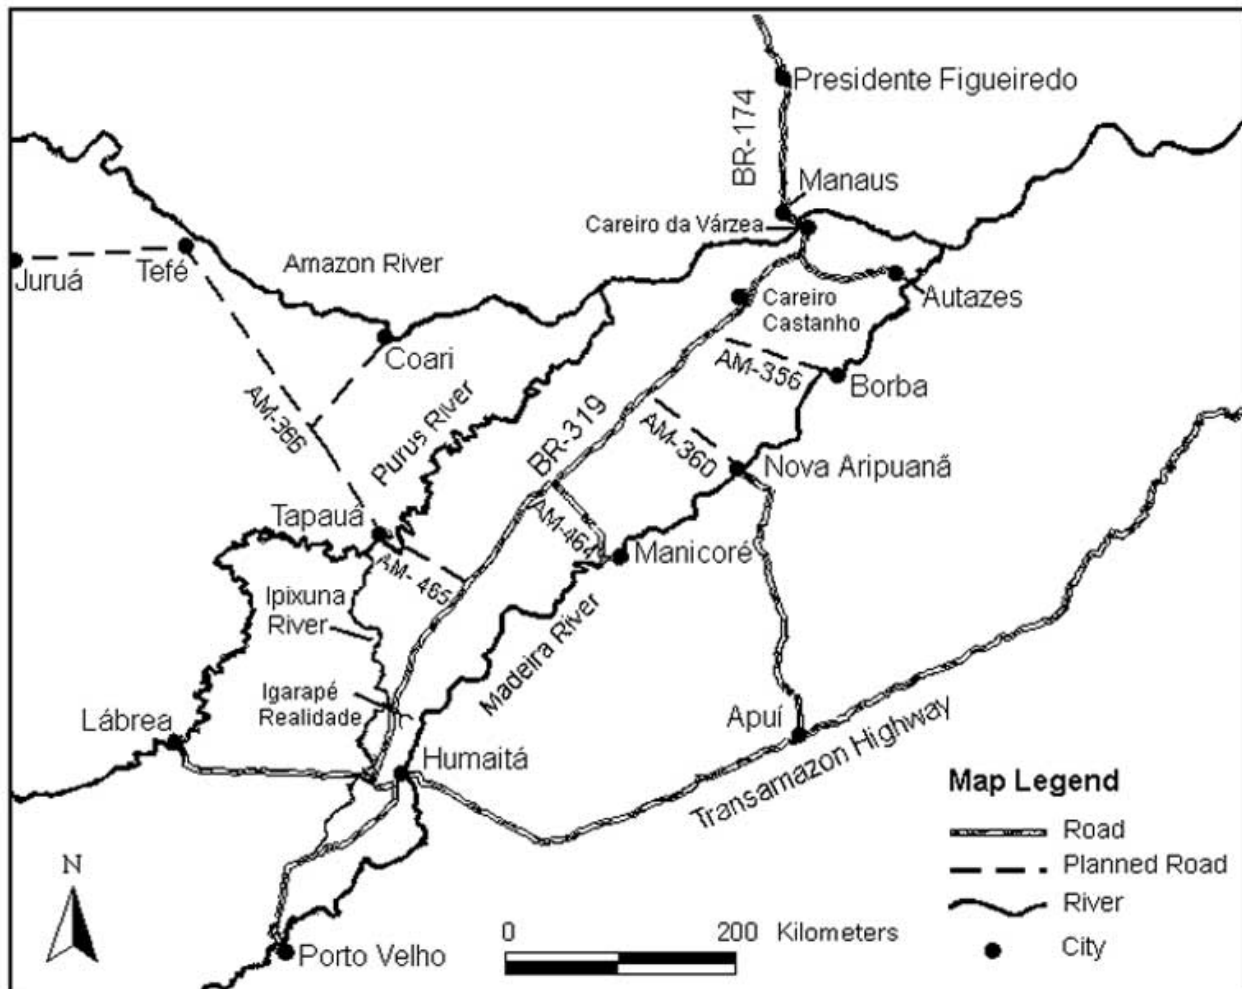 Presidente Figueiredo
BR-174
Manaus
Careiro da Várzea
Amazon River
Juruá
Tefé
Autazes
Careiro
Castanho
Coari
AM-356
Borba
AM-366
Purus River
BR-319
AM-360
Nova Aripuanã
Tapauá
AM-464
Manicoré
AM-465
Ipixuna
River
Madeira River
Igarapé
Realidade
Lábrea
Apuí
Humaitá
Transamazon Highway
Map Legend
Road
Planned Road
River
City
N
0 200 Kilometers
Porto Velho